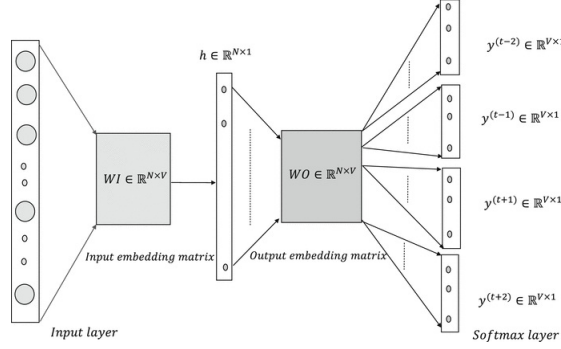 h ∈ ℝ^{N×1}
y^{(t−2)} ∈ ℝ^{V×1}
y^{(t−1)} ∈ ℝ^{V×1}
WI ∈ ℝ^{N×V}
WO ∈ ℝ^{N×V}
y^{(t+1)} ∈ ℝ^{V×1}
Input embedding matrix
Output embedding matrix
y^{(t+2)} ∈ ℝ^{V×1}
Input layer
Softmax layer